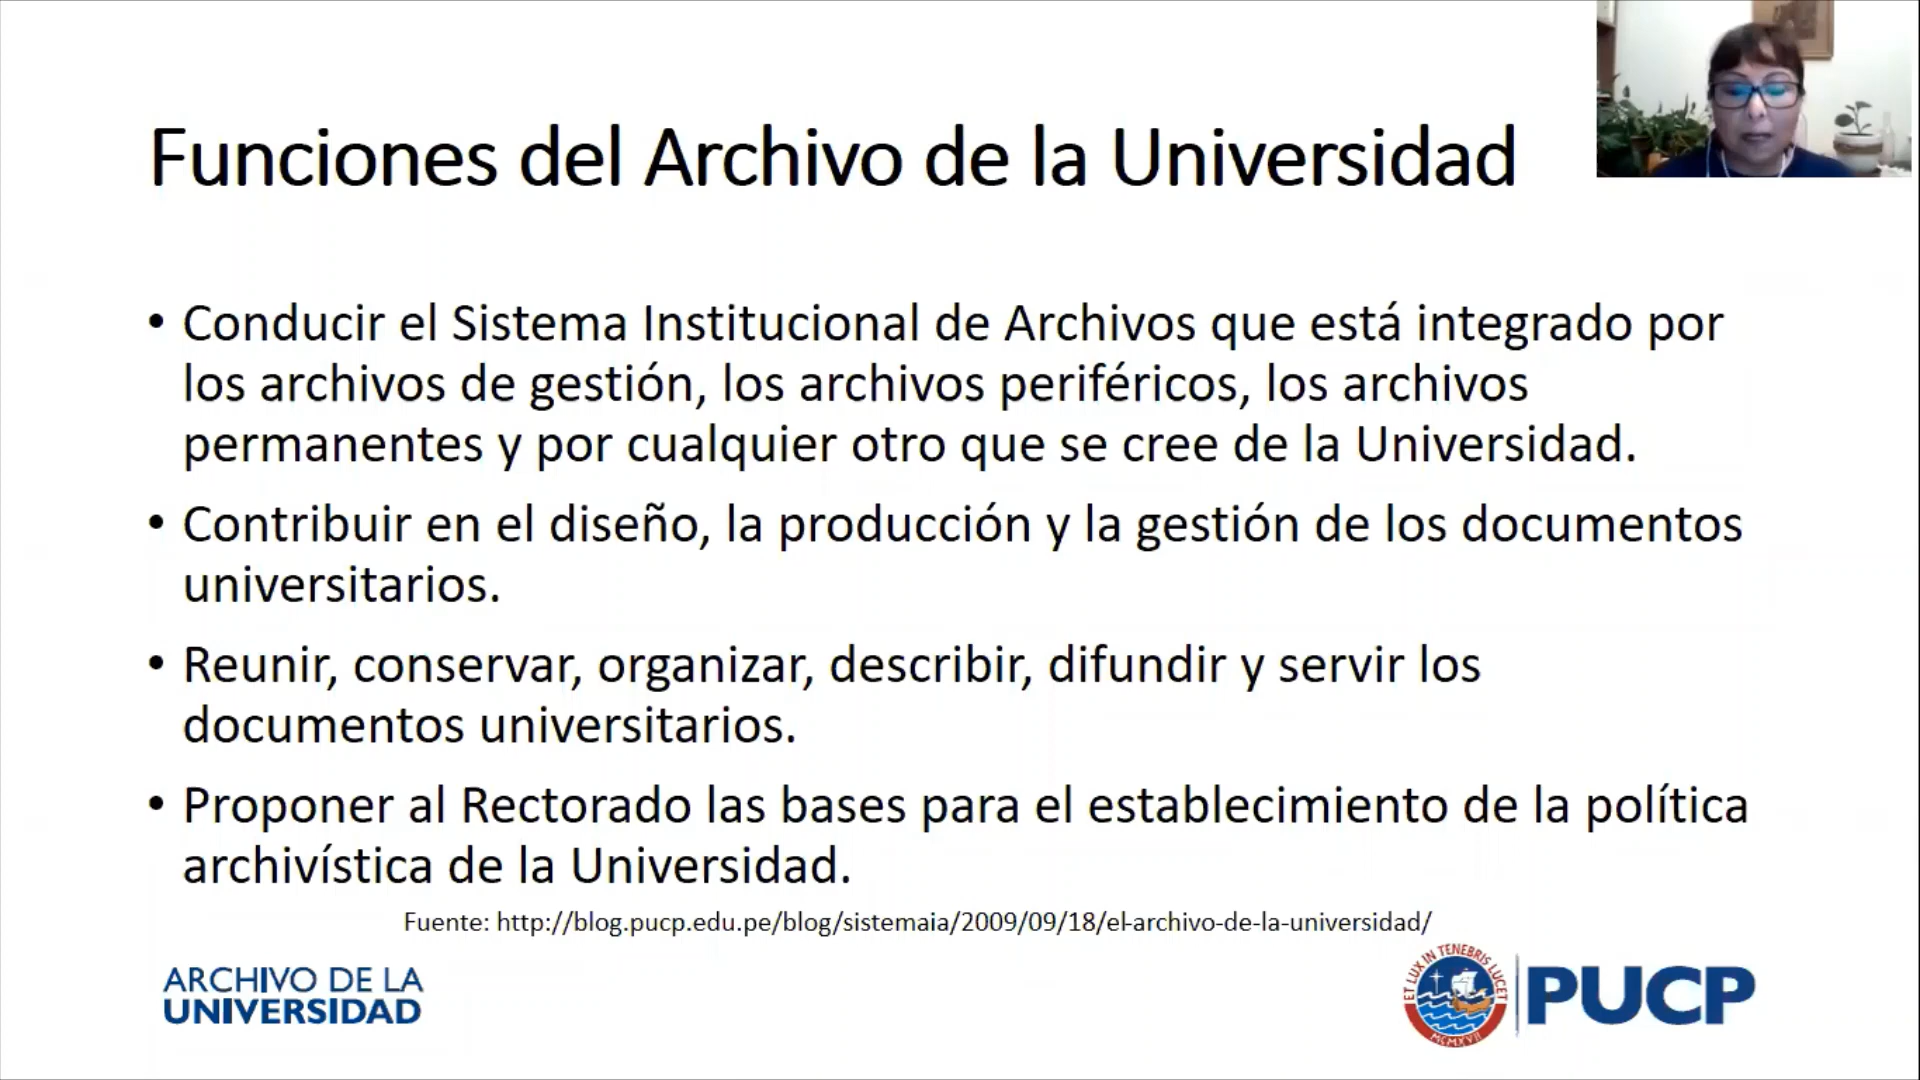 Funciones del Archivo de la Universidad
• Conducir el Sistema Institucional de Archivos que está integrado por
los archivos de gestión, los archivos periféricos, los archivos
permanentes y por cualquier otro que se cree de la Universidad.
• Contribuir en el diseño, la producción y la gestión de los documentos
universitarios.
• Reunir, conservar, organizar, describir, difundir y servir los
documentos universitarios.
• Proponer al Rectorado las bases para el establecimiento de la política
archivística de la Universidad.
Fuente: http://blog.pucp.edu.pe/blog/sistemaia/2009/09/18/el-archivo-de-la-universidad/
ARCHIVO DE LA
UNIVERSIDAD
ET LUX IN TENEBRIS LUCET
MCMXVII
PUCP